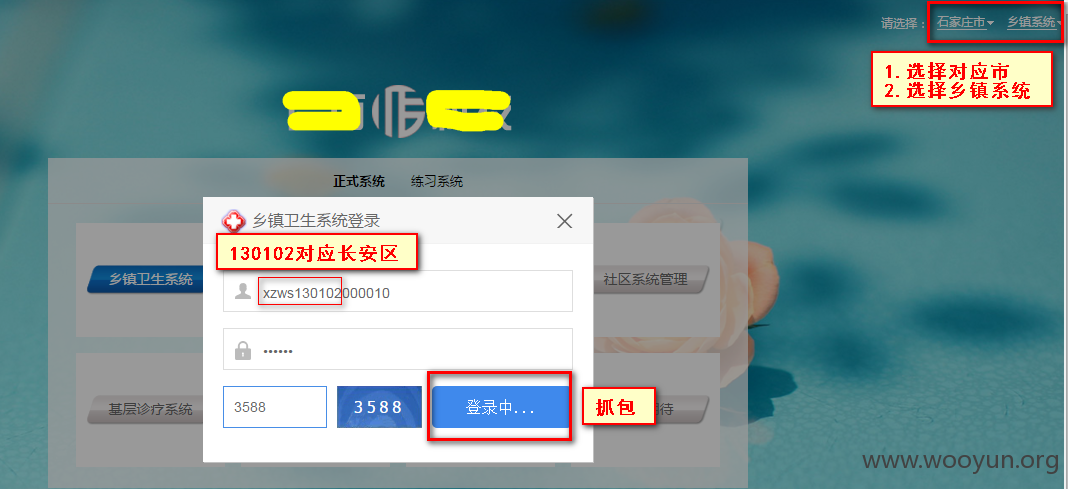 请选择： 石家庄市 乡镇系统
1. 选择对应市
2. 选择乡镇系统
正式系统 练习系统
乡镇卫生系统登录
130102对应长安区
乡镇卫生系统
社区系统管理
xzws130102000010
••••••
3588
3588
登录中...
抓包
基层诊疗系统
待
www.wooyun.org